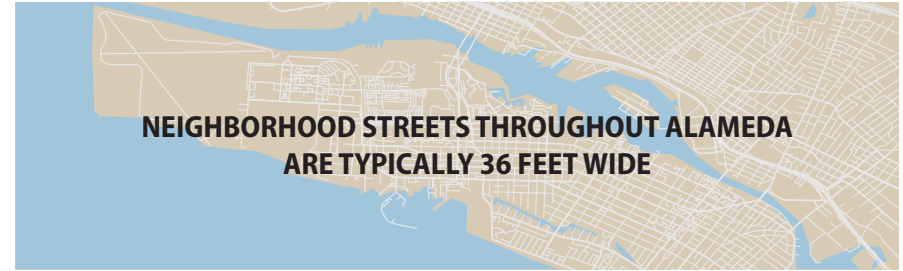 NEIGHBORHOOD STREETS THROUGHOUT ALAMEDA
ARE TYPICALLY 36 FEET WIDE